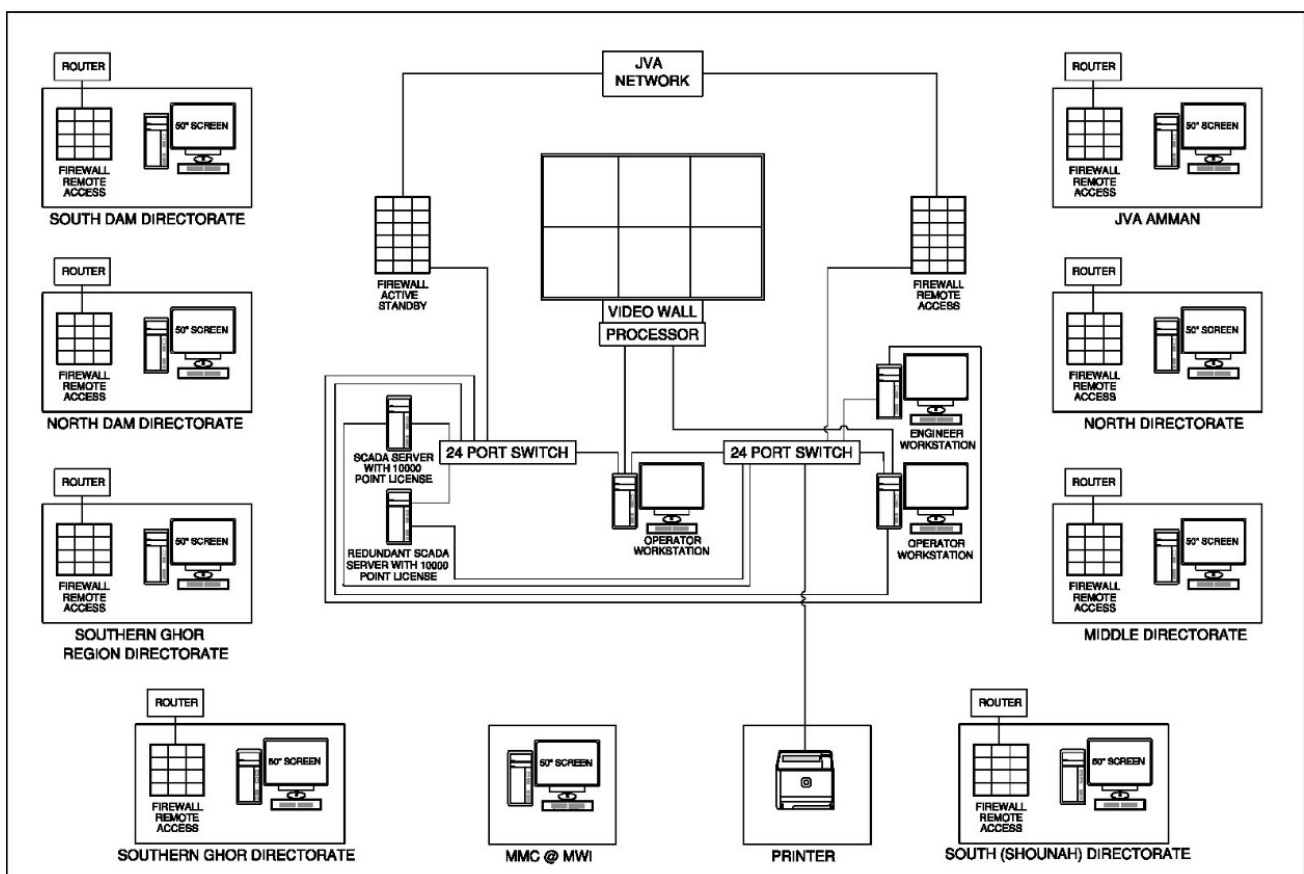 JVA
NETWORK
ROUTER
50" SCREEN
FIREWALL
REMOTE
ACCESS
SOUTH DAM DIRECTORATE
ROUTER
50" SCREEN
FIREWALL
REMOTE
ACCESS
NORTH DAM DIRECTORATE
ROUTER
50" SCREEN
FIREWALL
REMOTE
ACCESS
SOUTHERN GHOR
REGION DIRECTORATE
ROUTER
50" SCREEN
FIREWALL
REMOTE
ACCESS
SOUTHERN GHOR DIRECTORATE
FIREWALL
ACTIVE
STANDBY
VIDEO WALL
PROCESSOR
FIREWALL
REMOTE
ACCESS
SCADA SERVER
WITH 10000
POINT LICENSE
24 PORT SWITCH
24 PORT SWITCH
ENGINEER
WORKSTATION
REDUNDANT SCADA
SERVER WITH 10000
POINT LICENSE
OPERATOR
WORKSTATION
OPERATOR
WORKSTATION
50" SCREEN
MMC @ MWI
PRINTER
ROUTER
50" SCREEN
FIREWALL
REMOTE
ACCESS
JVA AMMAN
ROUTER
50" SCREEN
FIREWALL
REMOTE
ACCESS
NORTH DIRECTORATE
ROUTER
50" SCREEN
FIREWALL
REMOTE
ACCESS
MIDDLE DIRECTORATE
ROUTER
50" SCREEN
FIREWALL
REMOTE
ACCESS
SOUTH (SHOUNAH) DIRECTORATE